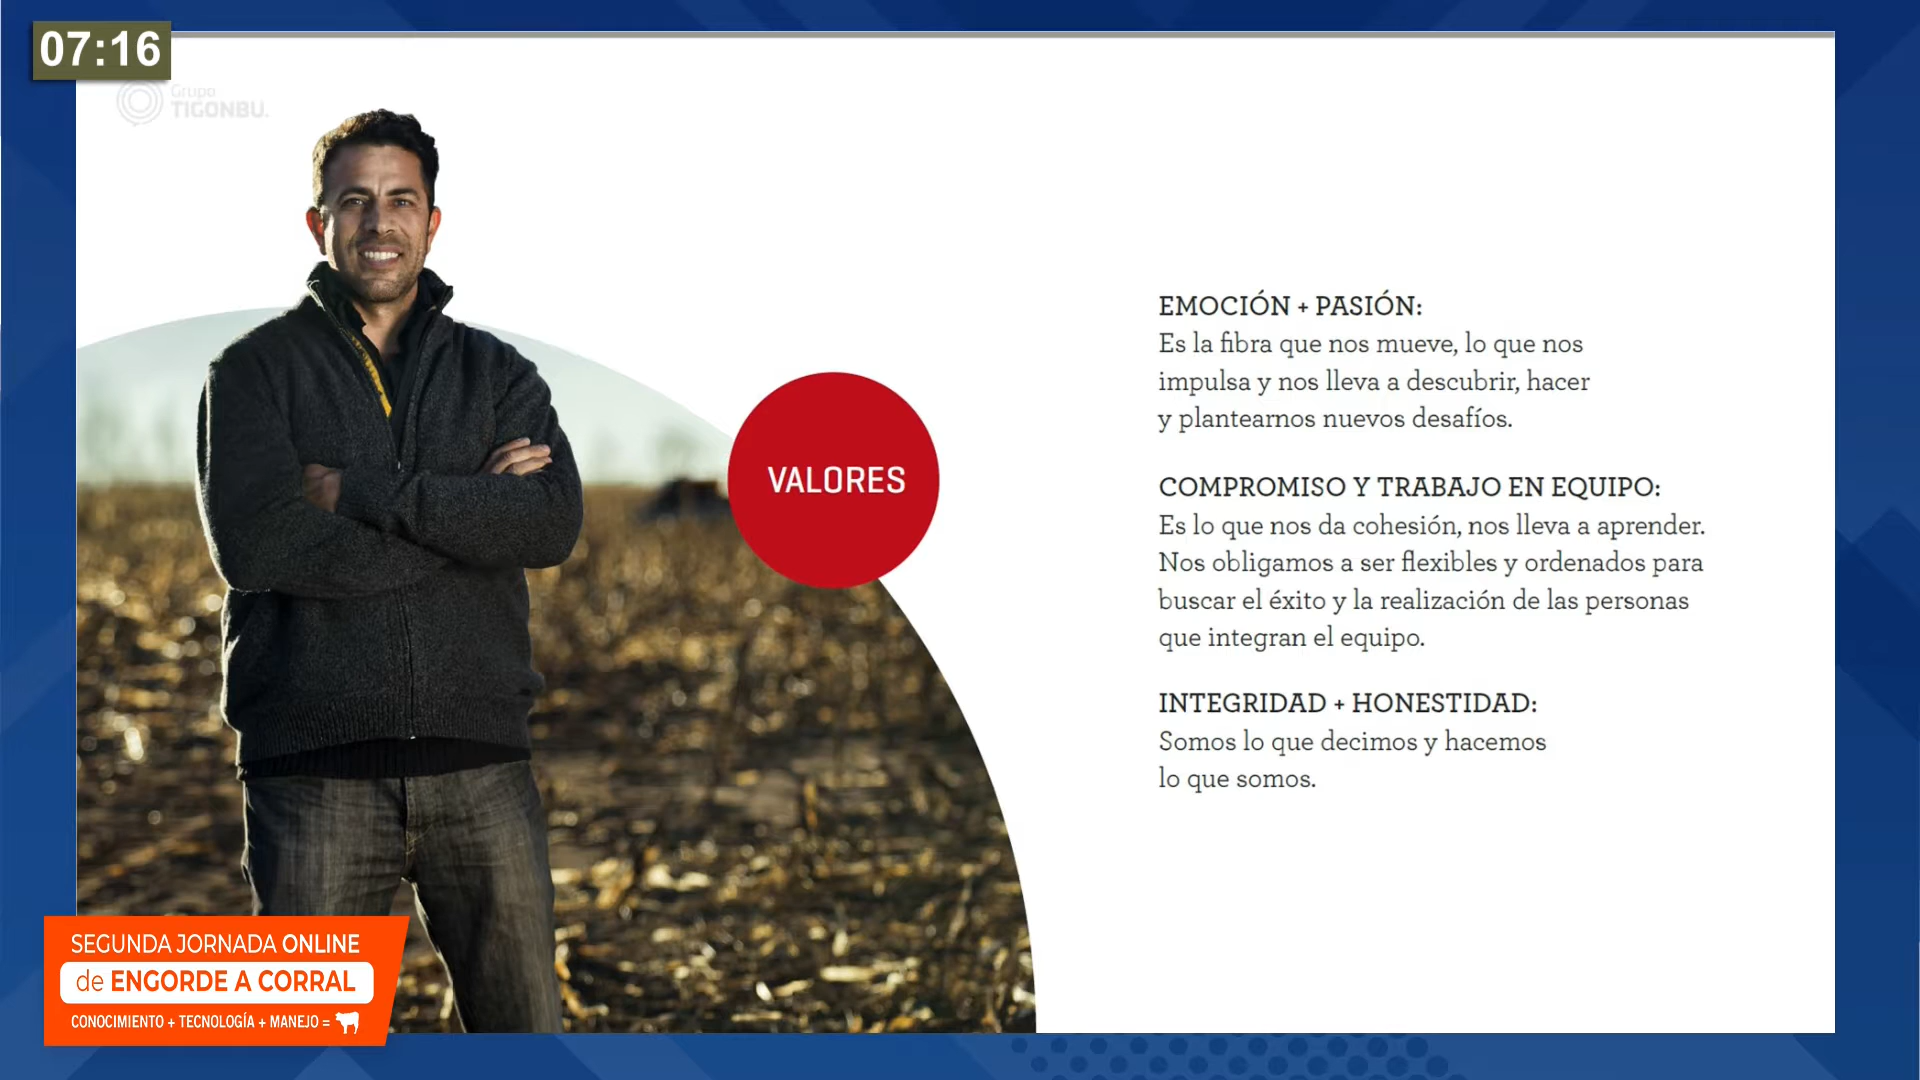 07:16
Grupo
TIGONBU.
VALORES
EMOCIÓN + PASIÓN:
Es la fibra que nos mueve, lo que nos
impulsa y nos lleva a descubrir, hacer
y plantearnos nuevos desafíos.
COMPROMISO Y TRABAJO EN EQUIPO:
Es lo que nos da cohesión, nos lleva a aprender.
Nos obligamos a ser flexibles y ordenados para
buscar el éxito y la realización de las personas
que integran el equipo.
INTEGRIDAD + HONESTIDAD:
Somos lo que decimos y hacemos
lo que somos.
SEGUNDA JORNADA ONLINE
de ENGORDE A CORRAL
CONOCIMIENTO + TECNOLOGÍA + MANEJO =